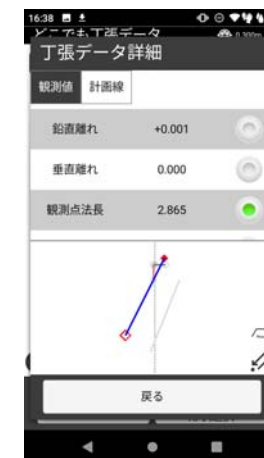 16:38
どこでも丁張データ
0.300m
丁張データ詳細
観測値 計画線
鉛直離れ +0.001
垂直離れ 0.000
観測点法長 2.865
戻る